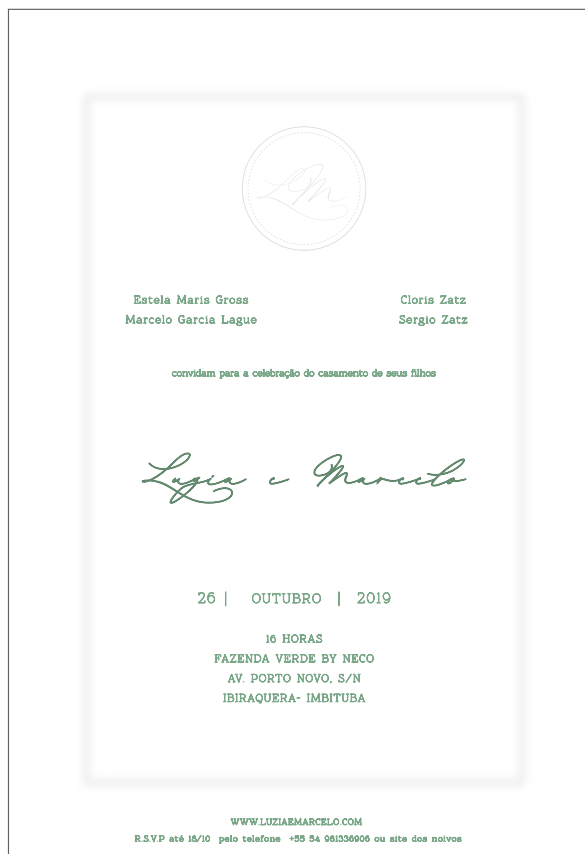 LM
Estela Maris Gross
Marcelo Garcia Lague
Cloris Zatz
Sergio Zatz
convidam para a celebração do casamento de seus filhos
Luzia e Marcelo
26 | OUTUBRO | 2019
16 HORAS
FAZENDA VERDE BY NECO
AV. PORTO NOVO, S/N
IBIRAQUERA- IMBITUBA
WWW.LUZIAEMARCELO.COM
R.S.V.P até 18/10 pelo telefone +55 54 981336906 ou site dos noivos